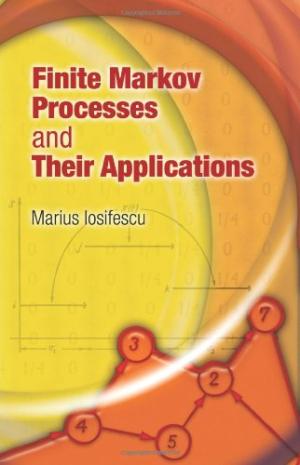 Finite Markov
Processes
and
Their Applications
Marius Iosifescu
7
3
2
4
5